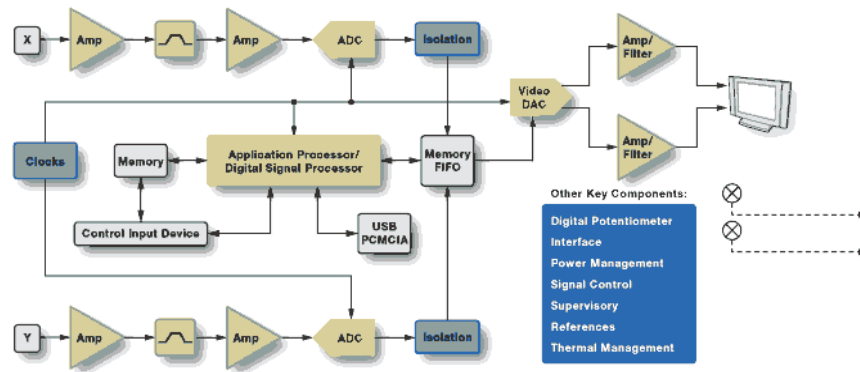 X
Amp
Amp
ADC
Isolation
Amp/
Filter
Video
DAC
Clocks
Memory
Application Processor/
Digital Signal Processor
Memory
FIFO
Amp/
Filter
Control Input Device
USB
PCMCIA
Other Key Components:
Digital Potentiometer
Interface
Power Management
Signal Control
Supervisory
References
Thermal Management
Y
Amp
Amp
ADC
Isolation